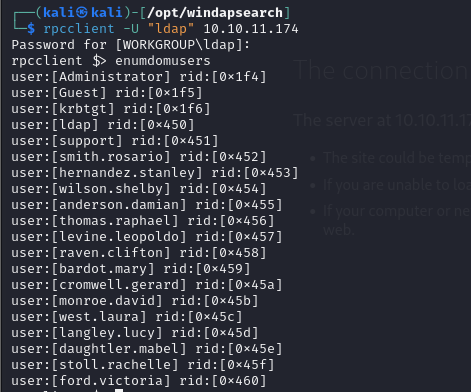 ┌──(kali㉿kali)-[/opt/windapsearch]
└─$ rpcclient -U "ldap" 10.10.11.174
Password for [WORKGROUP\ldap]:
rpcclient $> enumdomusers
user:[Administrator] rid:[0×1f4]
user:[Guest] rid:[0×1f5]
user:[krbtgt] rid:[0×1f6]
user:[ldap] rid:[0×450]
user:[support] rid:[0×451]
user:[smith.rosario] rid:[0×452]
user:[hernandez.stanley] rid:[0×453]
user:[wilson.shelby] rid:[0×454]
user:[anderson.damian] rid:[0×455]
user:[thomas.raphael] rid:[0×456]
user:[levine.leopoldo] rid:[0×457]
user:[raven.clifton] rid:[0×458]
user:[bardot.mary] rid:[0×459]
user:[cromwell.gerard] rid:[0×45a]
user:[monroe.david] rid:[0×45b]
user:[west.laura] rid:[0×45c]
user:[langley.lucy] rid:[0×45d]
user:[daughtler.mabel] rid:[0×45e]
user:[stoll.rachelle] rid:[0×45f]
user:[ford.victoria] rid:[0×460]
The connection
The server at 10.10.11.17
The site could be temp
If you are unable to loa
If your computer or ne
web.